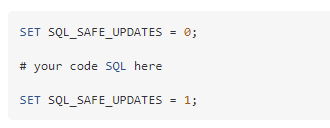 SET SQL_SAFE_UPDATES = 0;
# your code SQL here
SET SQL_SAFE_UPDATES = 1;